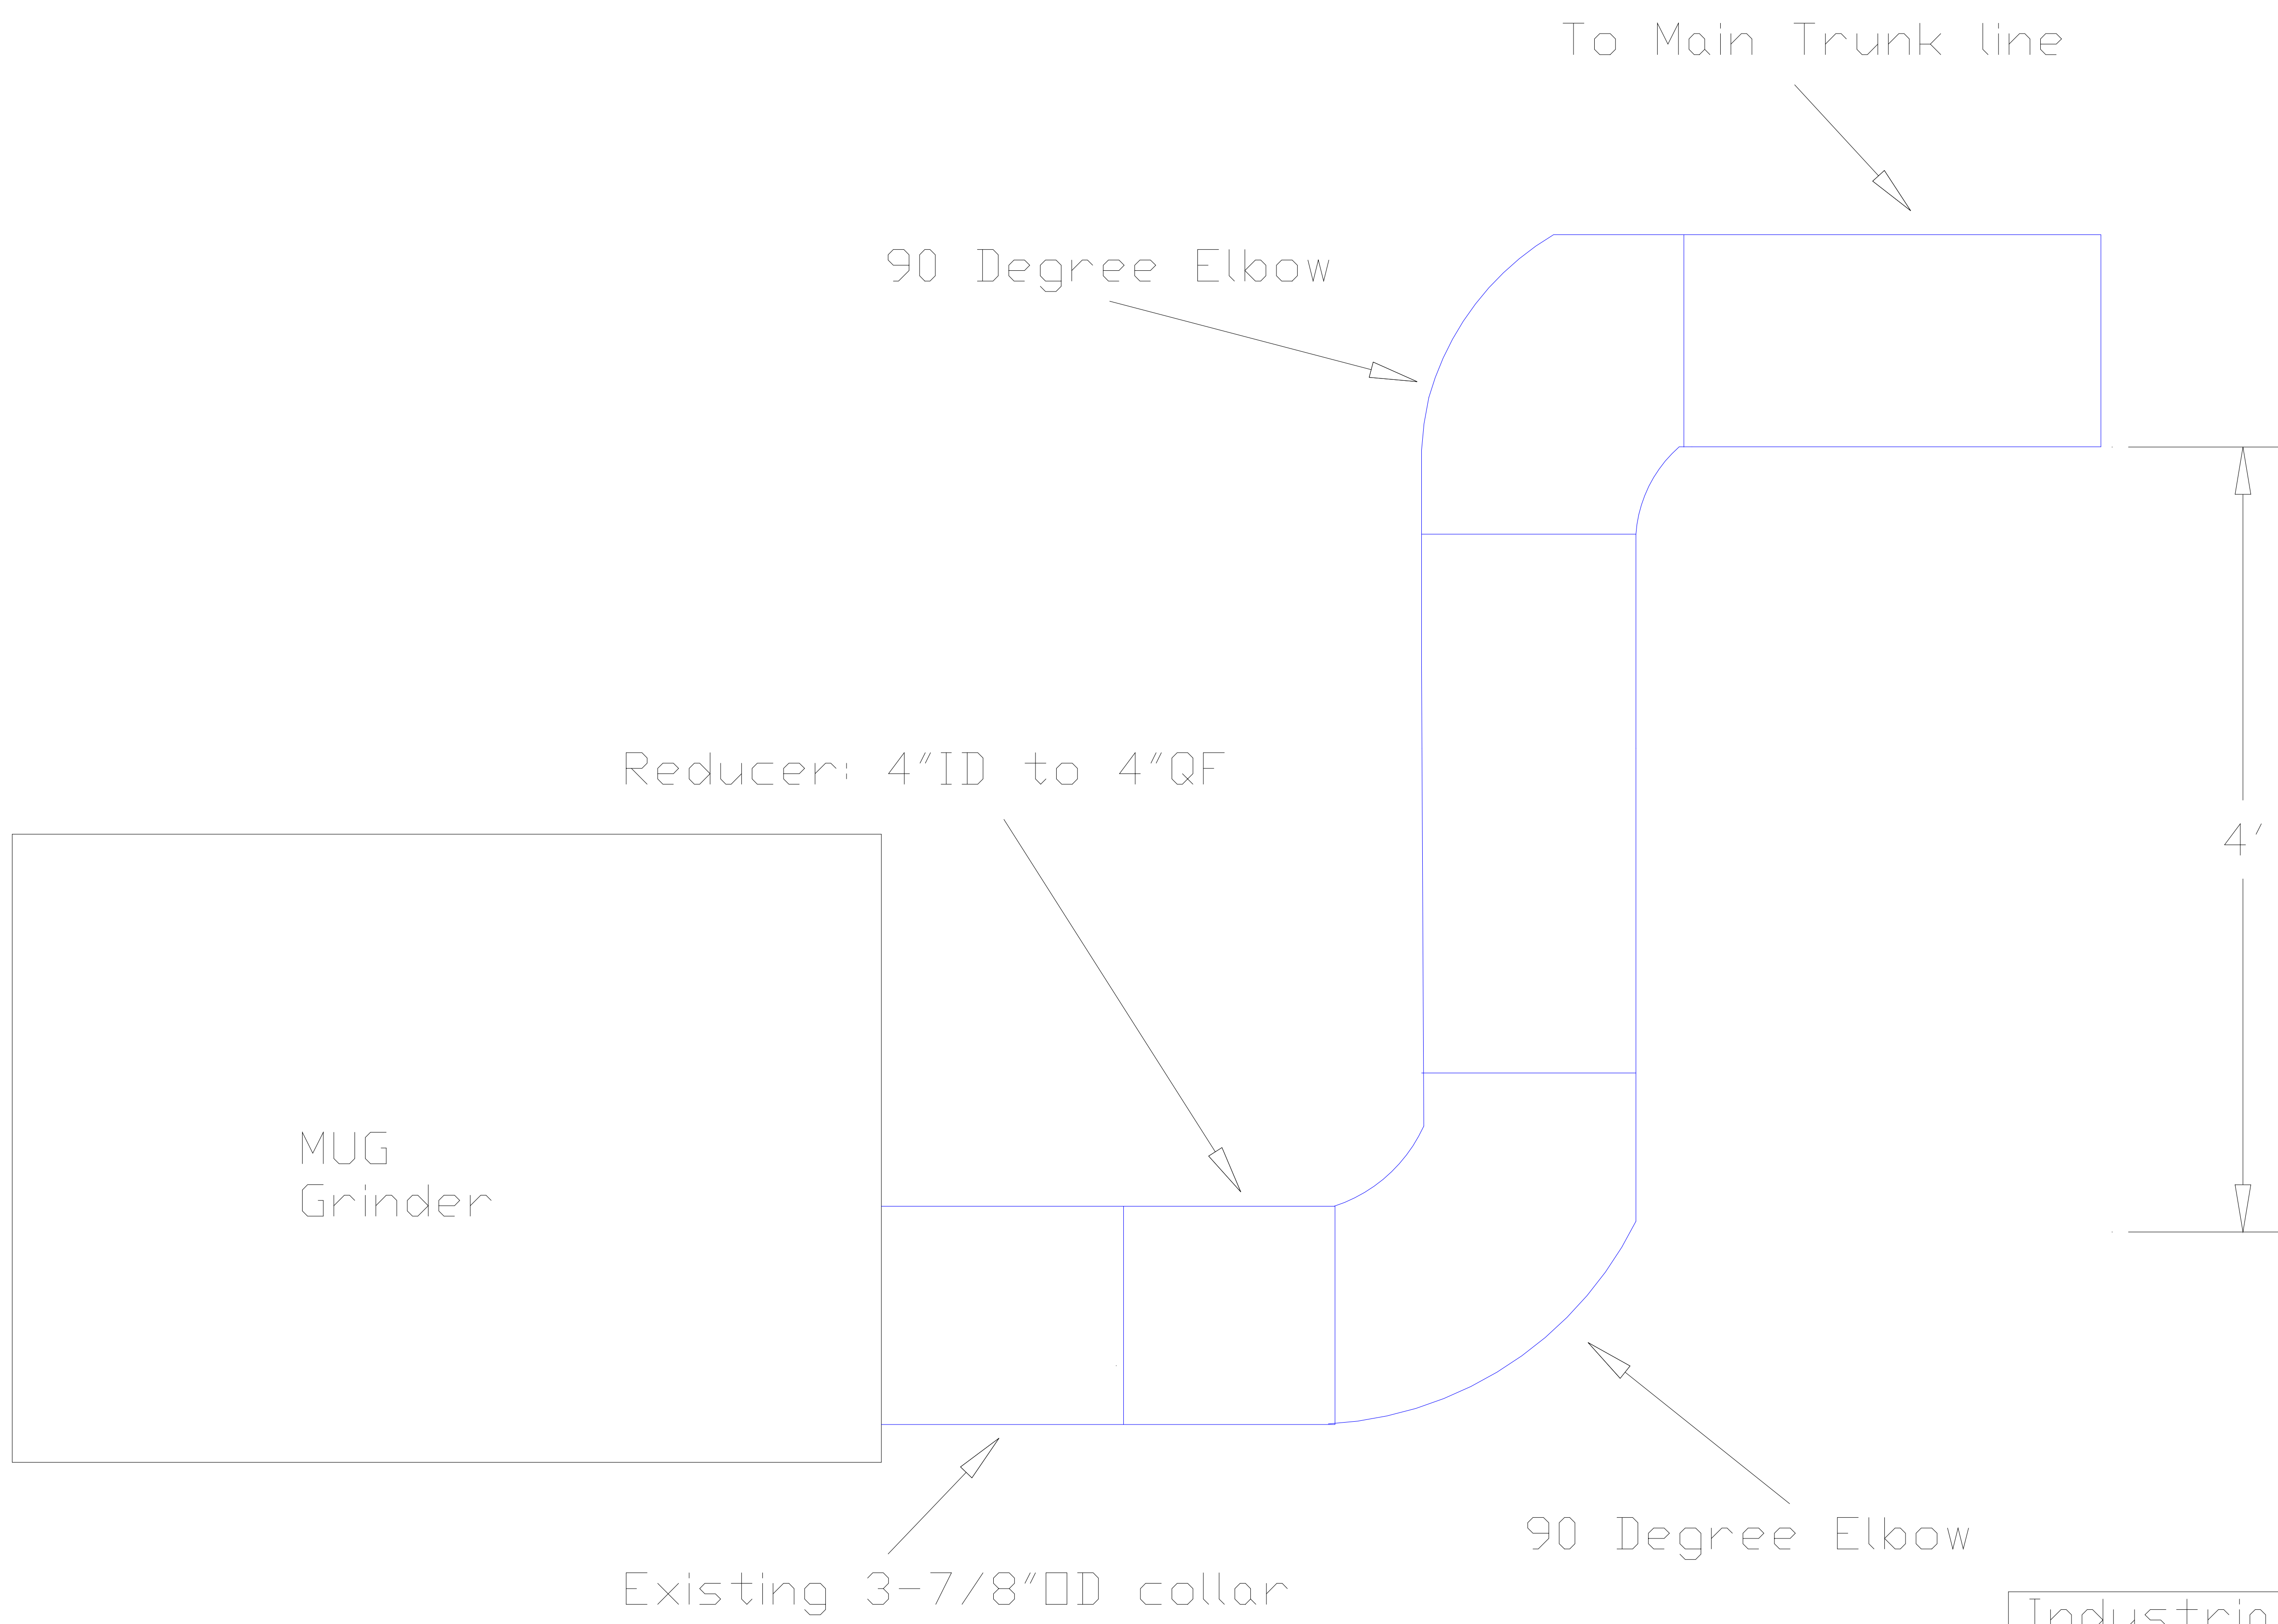 To Main Trunk line
90 Degree Elbow
Reducer: 4"ID to 4"QF
4'
MUG
Grinder
90 Degree Elbow
Existing 3-7/8"OD collar